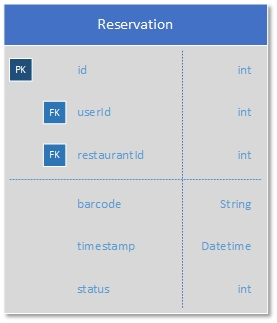 Reservation
PK id int
FK userId int
FK restaurantId int
barcode String
timestamp Datetime
status int